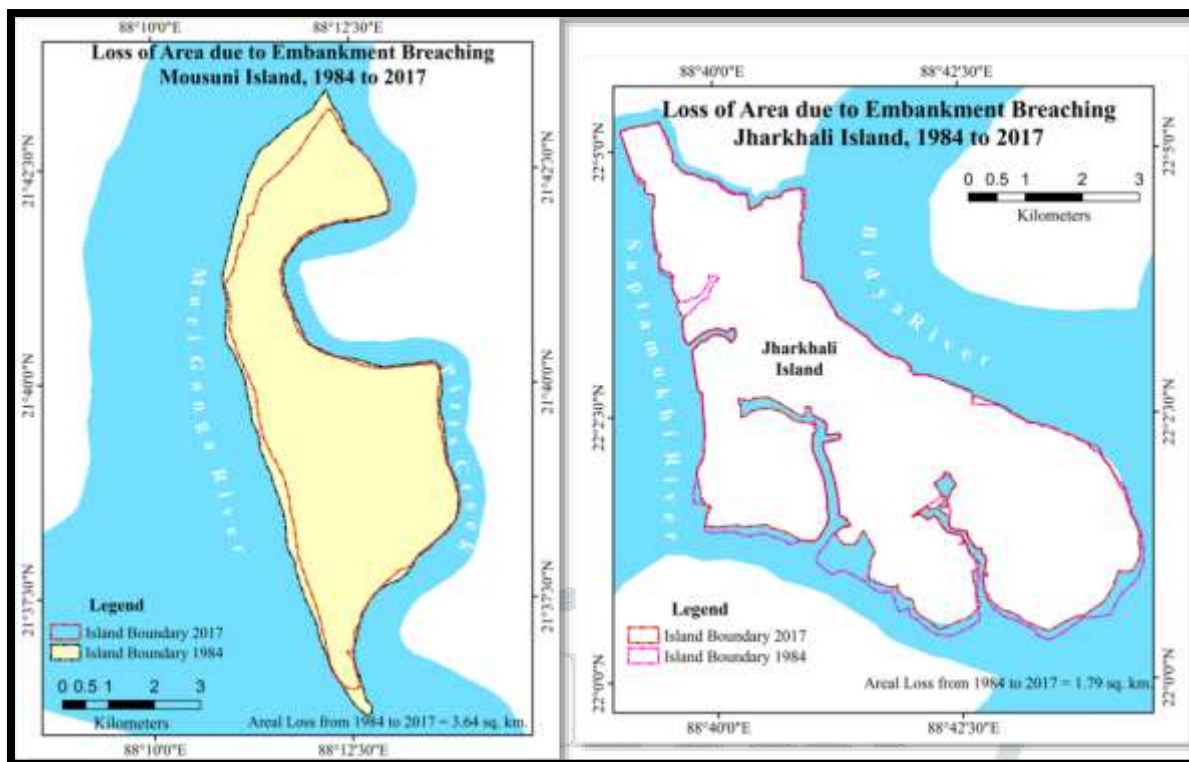 88°10'0"E 88°12'30"E
Loss of Area due to Embankment Breaching
Mousuni Island, 1984 to 2017
21°42'30"N
21°42'30"N
21°40'0"N
21°40'0"N
21°37'30"N
21°37'30"N
Muri Ganga River
Creek
Legend
Island Boundary 2017
Island Boundary 1984
0 0.5 1 2 3
Kilometers
Areal Loss from 1984 to 2017 = 3.64 sq. km.
88°10'0"E 88°12'30"E
88°40'0"E 88°42'30"E
Loss of Area due to Embankment Breaching
Jharkhali Island, 1984 to 2017
22°5'0"N
22°5'0"N
0 0.5 1 2 3
Kilometers
Bidya River
Saptamukhi River
Jharkhali
Island
22°2'30"N
22°2'30"N
Legend
Island Boundary 2017
Island Boundary 1984
22°0'0"N
22°0'0"N
Areal Loss from 1984 to 2017 = 1.79 sq. km.
88°40'0"E 88°42'30"E